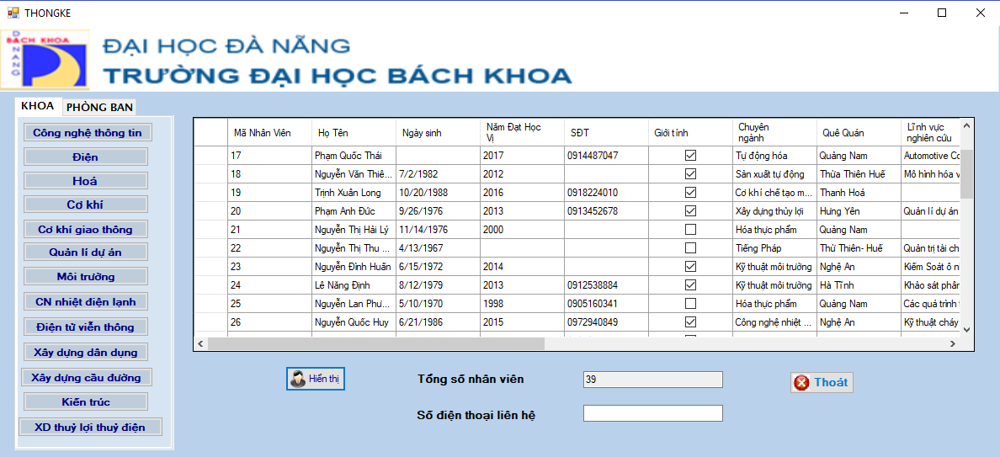 THONGKE
BÁCH KHOA
DANANG
ĐẠI HỌC ĐÀ NẴNG
TRƯỜNG ĐẠI HỌC BÁCH KHOA
KHOA PHÒNG BAN
Công nghệ thông tin
Điện
Hoá
Cơ khí
Cơ khí giao thông
Quản lí dự án
Môi trường
CN nhiệt điện lạnh
Điện tử viễn thông
Xây dựng dân dụng
Xây dựng cầu đường
Kiến trúc
XD thuỷ lợi thuỷ điện
Mã Nhân Viên Họ Tên Ngày sinh Năm Đạt Học Vị SĐT Giới tính Chuyên ngành Quê Quán Lĩnh vực nghiên cứu
17 Phạm Quốc Thái 2017 0914487047 Tự động hóa Quảng Nam Automotive Co
18 Nguyễn Văn Thiê... 7/2/1982 2012 Sản xuất tự động Thừa Thiên Huế Mô hình hóa v
19 Trịnh Xuân Long 10/20/1988 2016 0918224010 Cơ khí chế tạo m... Thanh Hoá
20 Phạm Anh Đức 9/26/1976 2013 0913452678 Xây dựng thủy lợi Hưng Yên Quản lí dự án
21 Nguyễn Thị Hải Lý 11/14/1976 2000 Hóa thực phẩm Quảng Nam
22 Nguyễn Thị Thu ... 4/13/1967 Tiếng Pháp Thừ Thiên- Huế Quản trị tài ch
23 Nguyễn Đình Huấn 6/15/1972 2014 Kỹ thuật môi trường Nghệ An Kiểm Soát ô n
24 Lê Năng Định 8/12/1979 2013 0912538884 Kỹ thuật môi trường Hà Tĩnh Khảo sát phân
25 Nguyễn Lan Phư... 5/10/1970 1998 0905160341 Hóa thực phẩm Quảng Nam Các quá trình
26 Nguyễn Quốc Huy 6/21/1986 2015 0972940849 Công nghệ nhiệt ... Nghệ An Kỹ thuật cháy
Hiển thị
Tổng số nhân viên 39
Thoát
Số điện thoại liên hệ